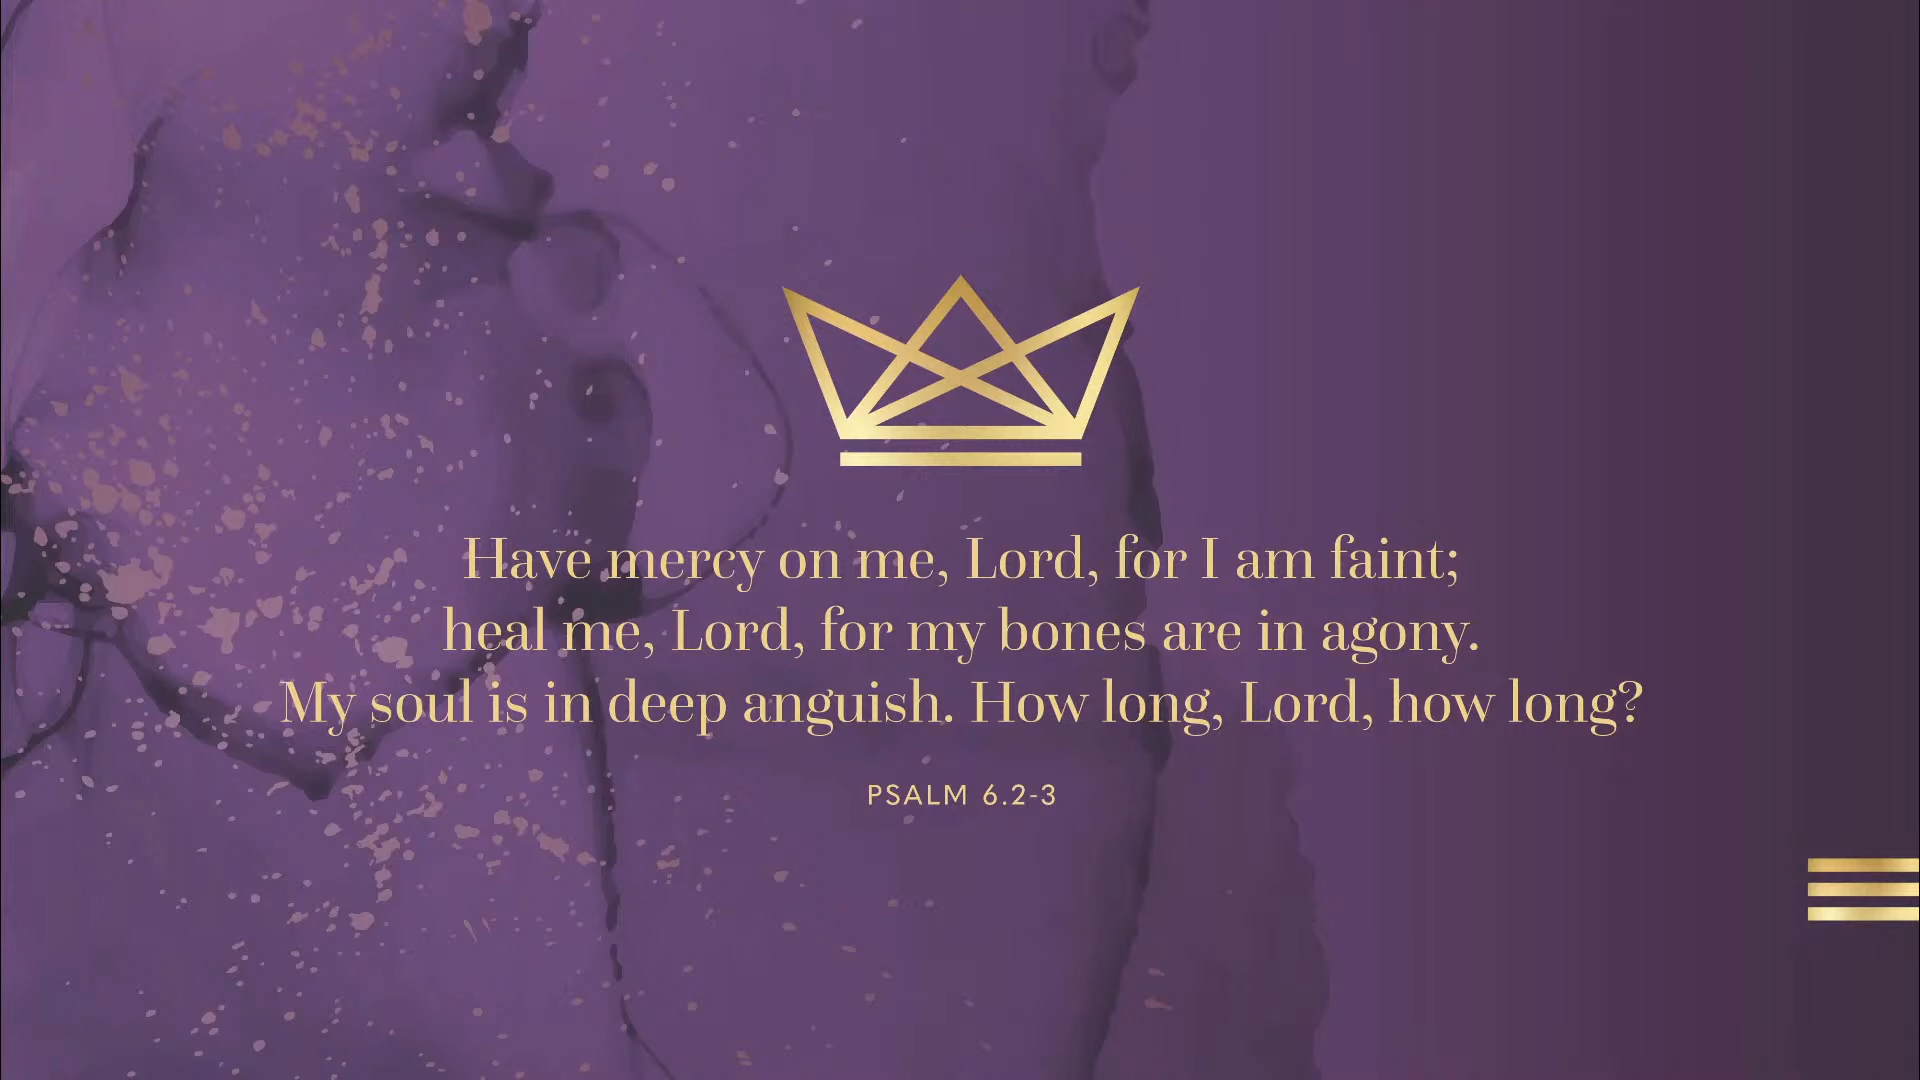 Have mercy on me, Lord, for I am faint;
heal me, Lord, for my bones are in agony.
My soul is in deep anguish. How long, Lord, how long?
PSALM 6.2-3